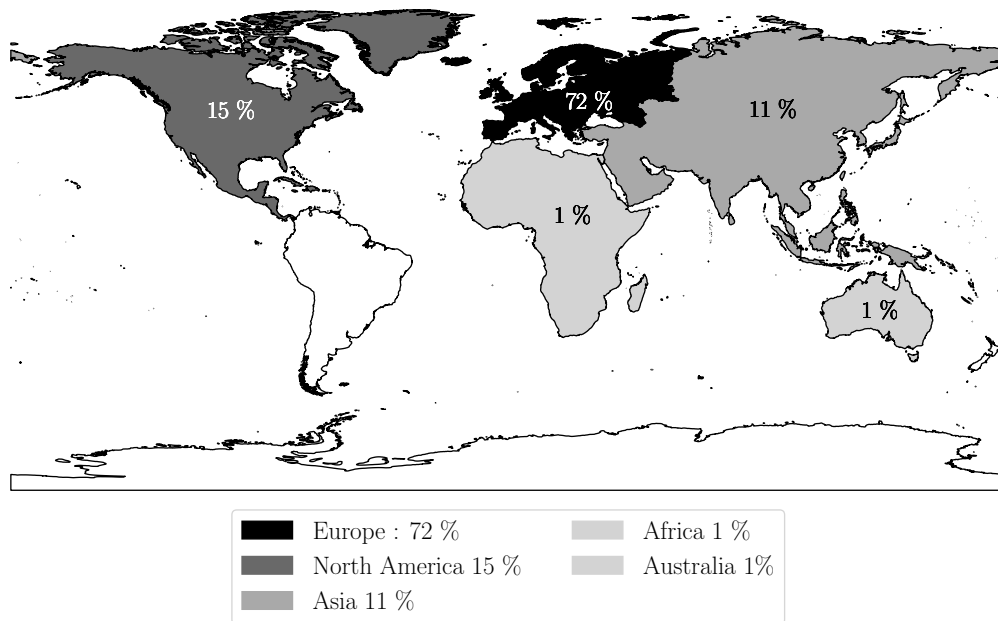 15 %
72 %
11 %
1 %
1 %
Europe : 72 %
North America 15 %
Asia 11 %
Africa 1 %
Australia 1%